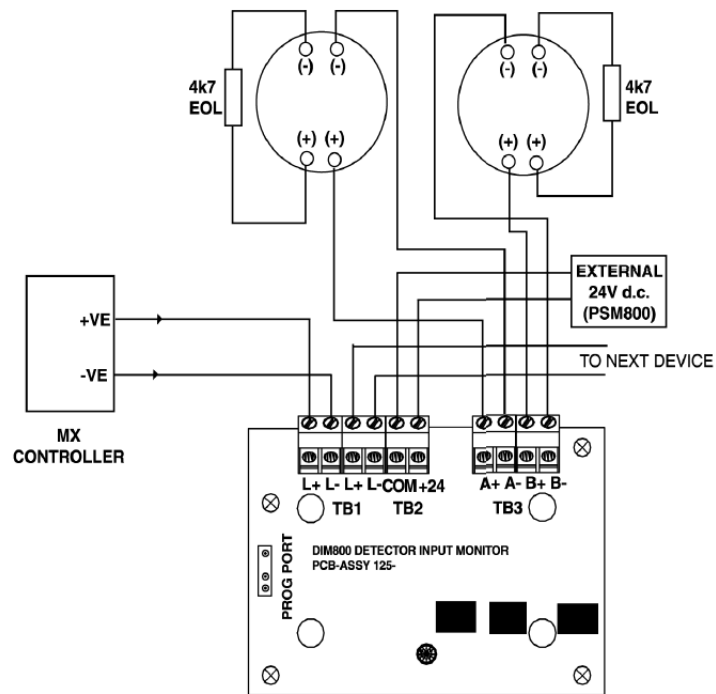 (-) (-)
4k7
EOL
(+) (+)
(-) (-)
4k7
EOL
(+) (+)
EXTERNAL
24V d.c.
(PSM800)
+VE
-VE
MX
CONTROLLER
TO NEXT DEVICE
L+ L- L+ L- COM +24
TB1 TB2
A+ A- B+ B-
TB3
PROG PORT
DIM800 DETECTOR INPUT MONITOR
PCB-ASSY 125-